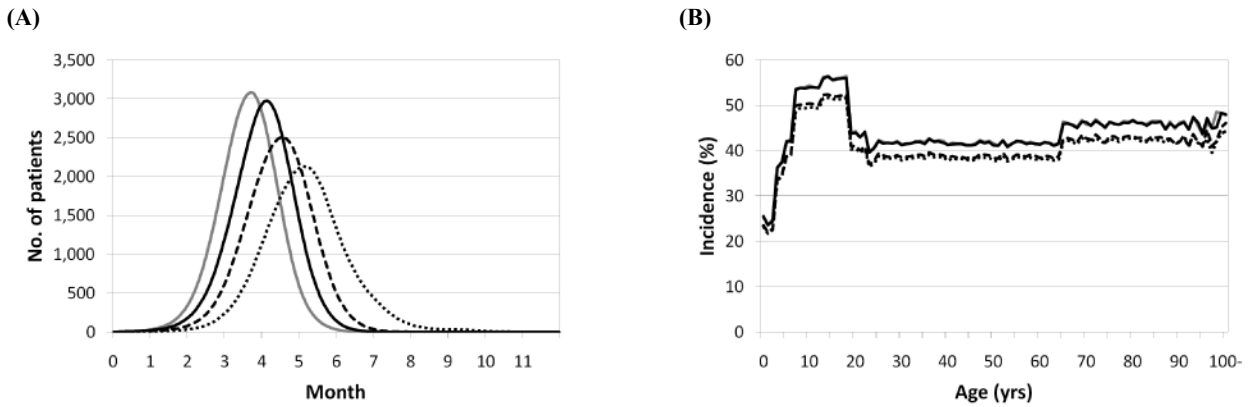 (A)
(B)
No. of patients
3,500
3,000
2,500
2,000
1,500
1,000
500
0
0 1 2 3 4 5 6 7 8 9 10 11
Month
Incidence (%)
60
50
40
30
20
10
0
0 10 20 30 40 50 60 70 80 90 100-
Age (yrs)